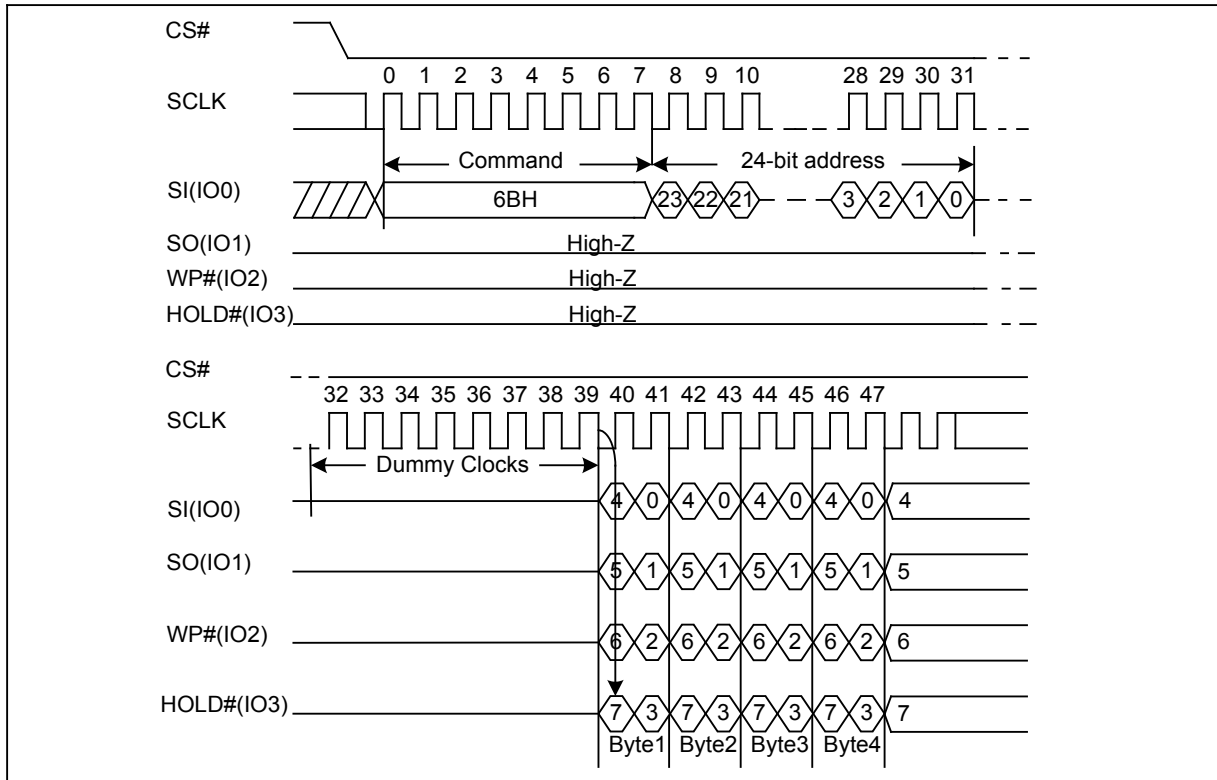 CS#
0 1 2 3 4 5 6 7 8 9 10 28 29 30 31
SCLK
Command 24-bit address
SI(IO0) 6BH 23 22 21 3 2 1 0
SO(IO1) High-Z
WP#(IO2) High-Z
HOLD#(IO3) High-Z
CS#
32 33 34 35 36 37 38 39 40 41 42 43 44 45 46 47
SCLK
Dummy Clocks
SI(IO0) 4 0 4 0 4 0 4 0 4
SO(IO1) 5 1 5 1 5 1 5 1 5
WP#(IO2) 6 2 6 2 6 2 6 2 6
HOLD#(IO3) 7 3 7 3 7 3 7 3 7
Byte1 Byte2 Byte3 Byte4